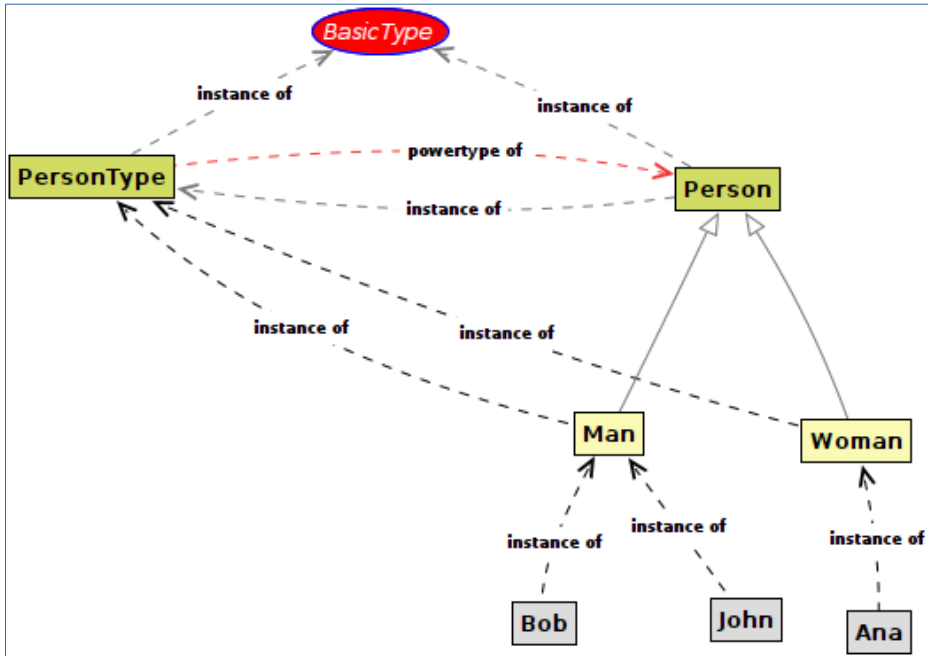 BasicType
instance of
instance of
powertype of
PersonType
Person
instance of
instance of
instance of
Man
Woman
instance of
instance of
instance of
Bob
John
Ana